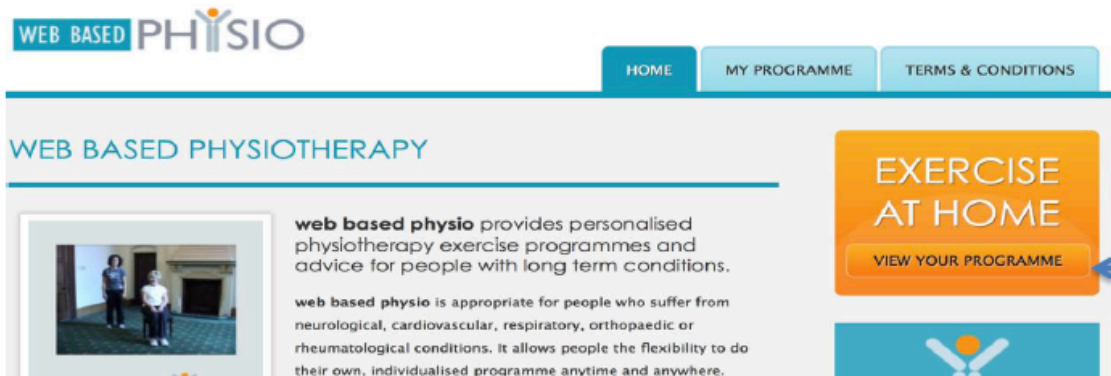 WEB BASED PHYSIO
HOME
MY PROGRAMME
TERMS & CONDITIONS
WEB BASED PHYSIOTHERAPY
web based physio provides personalised
physiotherapy exercise programmes and
advice for people with long term conditions.
web based physio is appropriate for people who suffer from
neurological, cardiovascular, respiratory, orthopaedic or
rheumatological conditions. It allows people the flexibility to do
their own, individualised programme anytime and anywhere.
EXERCISE
AT HOME
VIEW YOUR PROGRAMME